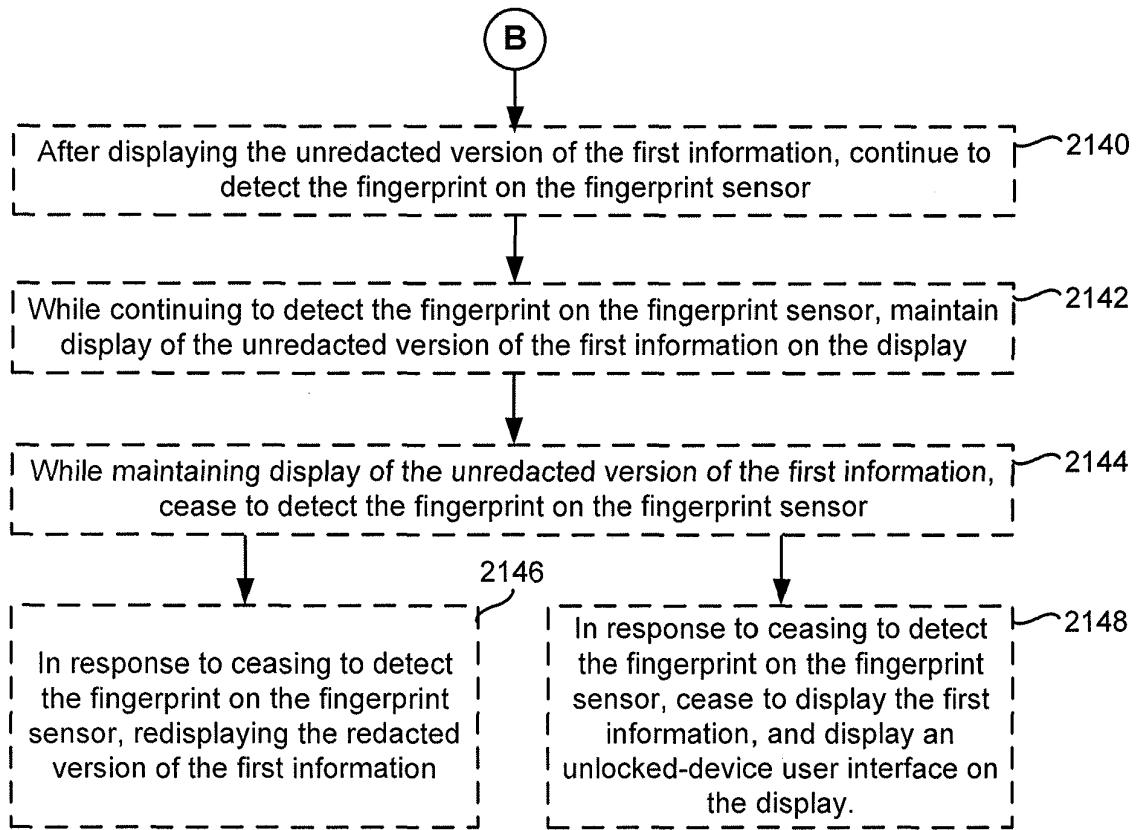 B
After displaying the unredacted version of the first information, continue to
detect the fingerprint on the fingerprint sensor
2140
While continuing to detect the fingerprint on the fingerprint sensor, maintain
display of the unredacted version of the first information on the display
2142
While maintaining display of the unredacted version of the first information,
cease to detect the fingerprint on the fingerprint sensor
2144
2146
In response to ceasing to detect
the fingerprint on the fingerprint
sensor, redisplaying the redacted
version of the first information
2148
In response to ceasing to detect
the fingerprint on the fingerprint
sensor, cease to display the first
information, and display an
unlocked-device user interface on
the display.